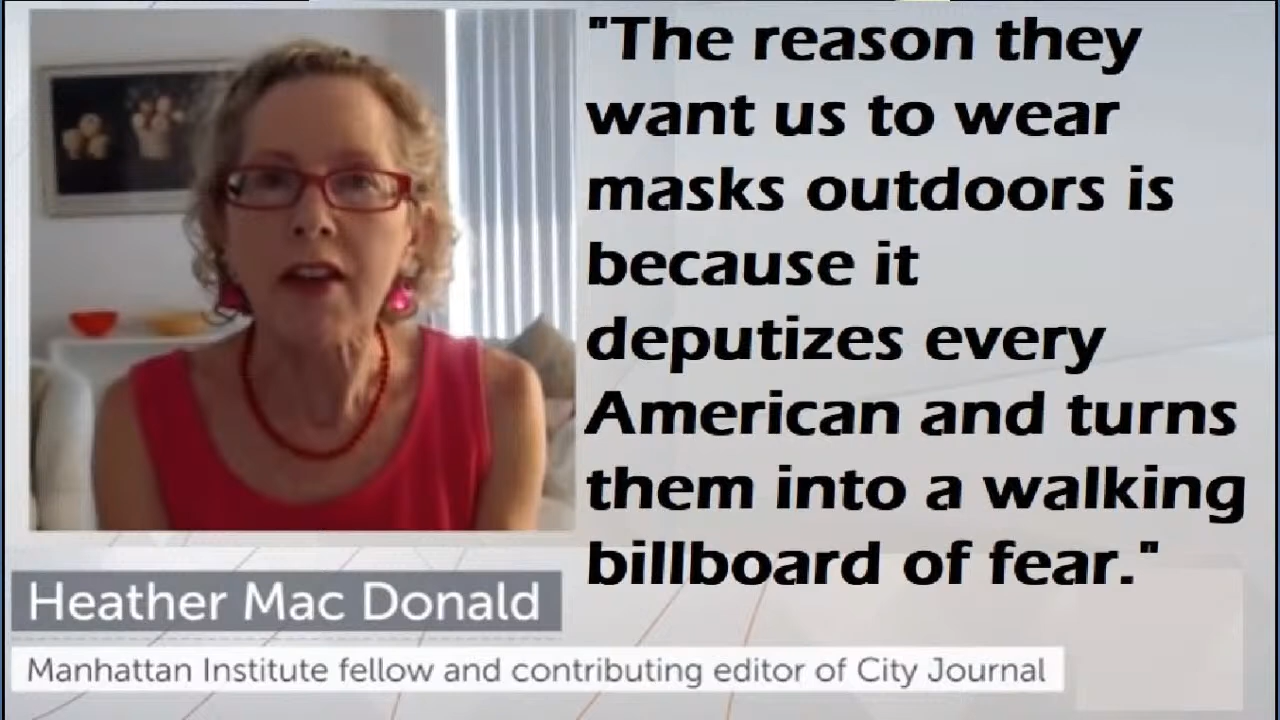 "The reason they
want us to wear
masks outdoors is
because it
deputizes every
American and turns
them into a walking
billboard of fear."
Heather Mac Donald
Manhattan Institute fellow and contributing editor of City Journal